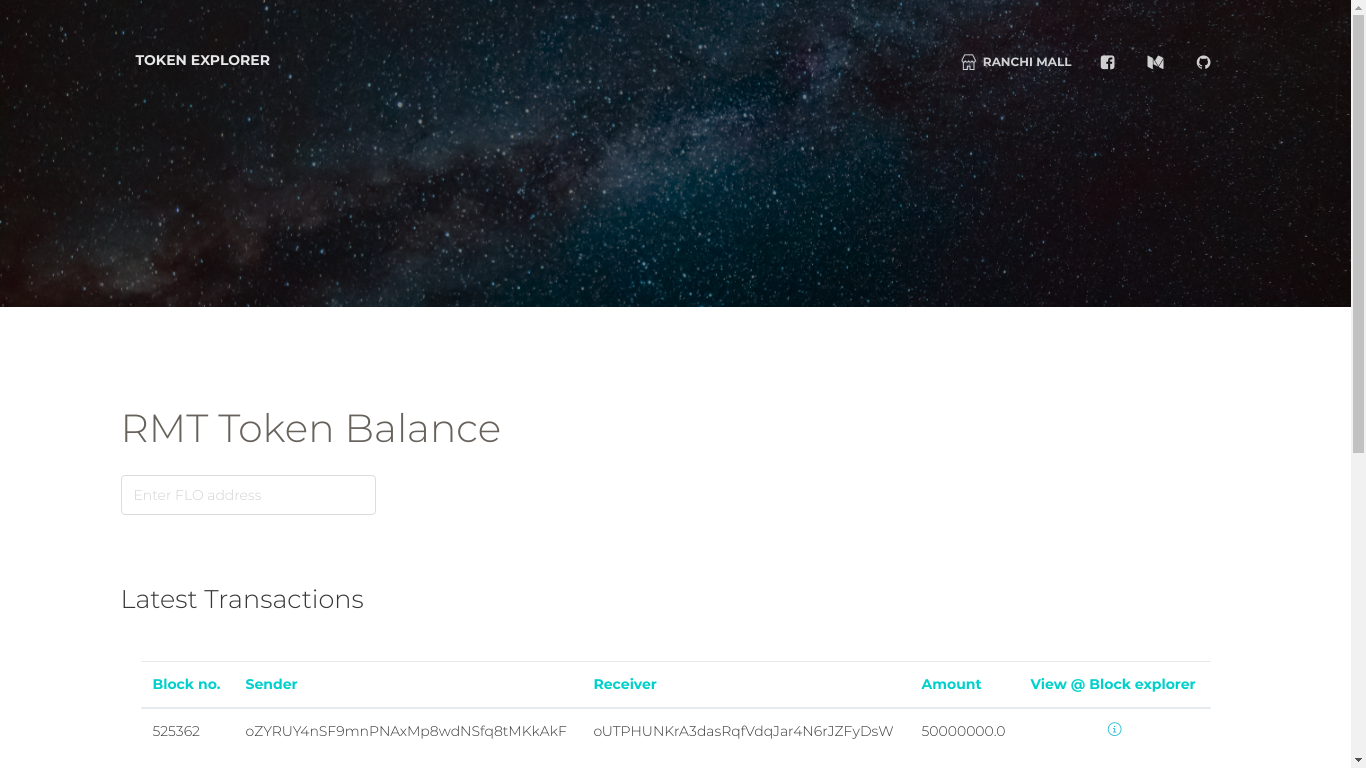 TOKEN EXPLORER
RANCHI MALL
RMT Token Balance
Enter FLO address
Latest Transactions
Block no. Sender Receiver Amount View @ Block explorer
525362 oZYRUY4nSF9mnPNAxMp8wdNSfq8tMKkAkF oUTPHUNKrA3dasRqfVdqJar4N6rJZFyDsW 50000000.0